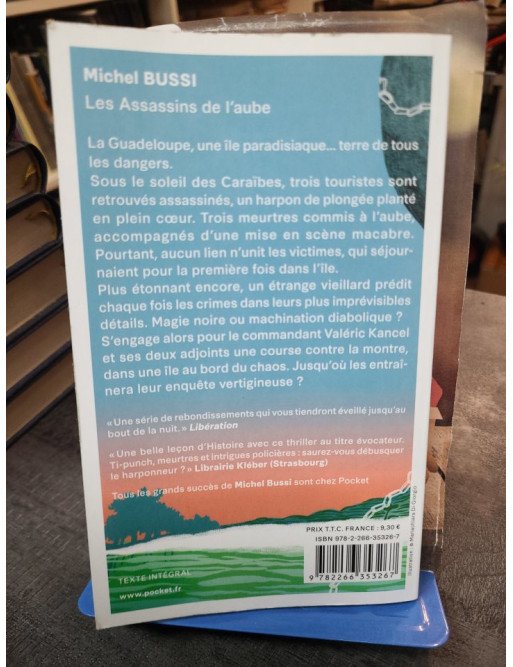 Michel BUSSI
Les Assassins de l'aube
La Guadeloupe, une île paradisiaque... terre de tous
les dangers.
Sous le soleil des Caraïbes, trois touristes sont
retrouvés assassinés, un harpon de plongée planté
en plein cœur. Trois meurtres commis à l'aube,
accompagnés d'une mise en scène macabre.
Pourtant, aucun lien n'unit les victimes, qui séjour-
naient pour la première fois dans l'île.
Plus étonnant encore, un étrange vieillard prédit
chaque fois les crimes dans leurs plus imprévisibles
détails. Magie noire ou machination diabolique ?
S'engage alors pour le commandant Valéric Kancel
et ses deux adjoints une course contre la montre,
dans une île au bord du chaos. Jusqu'où les entraî-
nera leur enquête vertigineuse ?
« Une série de rebondissements qui vous tiendront éveillé jusqu'au
bout de la nuit. » Libération
« Une belle leçon d'Histoire avec ce thriller au titre évocateur.
Ti-punch, meurtres et intrigues policières : saurez-vous débusquer
le harponneur ? » Librairie Kléber (Strasbourg)
Tous les grands succès de Michel Bussi sont chez Pocket
PRIX T.T.C. FRANCE : 9,30 €
ISBN 978-2-266-35326-7
9 782266 353267
TEXTE INTÉGRAL
www.pocket.fr